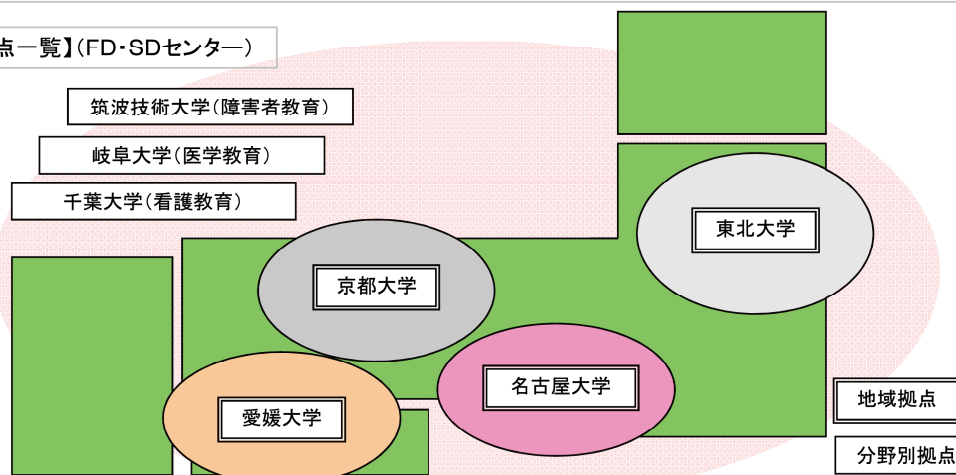 点一覧】(FD・SDセンター)
筑波技術大学(障害者教育)
岐阜大学(医学教育)
千葉大学(看護教育)
東北大学
京都大学
名古屋大学
愛媛大学
地域拠点
分野別拠点